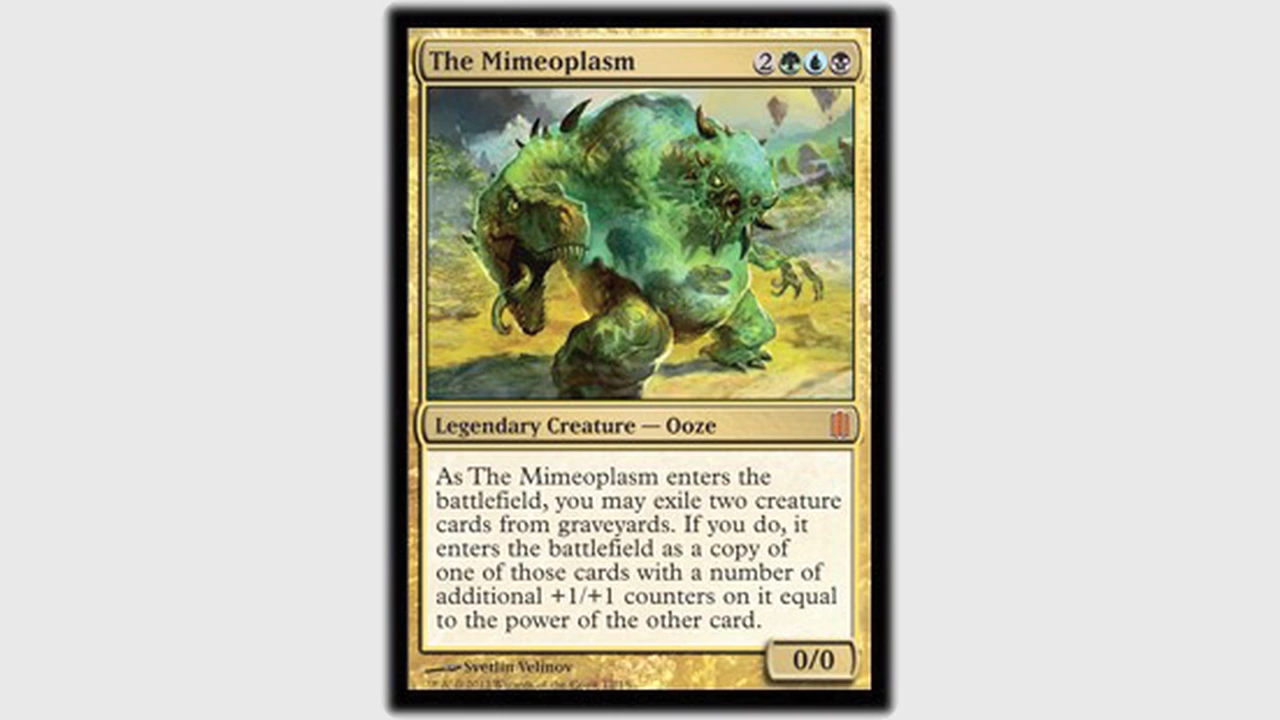 The Mimeoplasm 2
Legendary Creature — Ooze
As The Mimeoplasm enters the
battlefield, you may exile two creature
cards from graveyards. If you do, it
enters the battlefield as a copy of
one of those cards with a number of
additional +1/+1 counters on it equal
to the power of the other card.
0/0
Svetlin Velinov